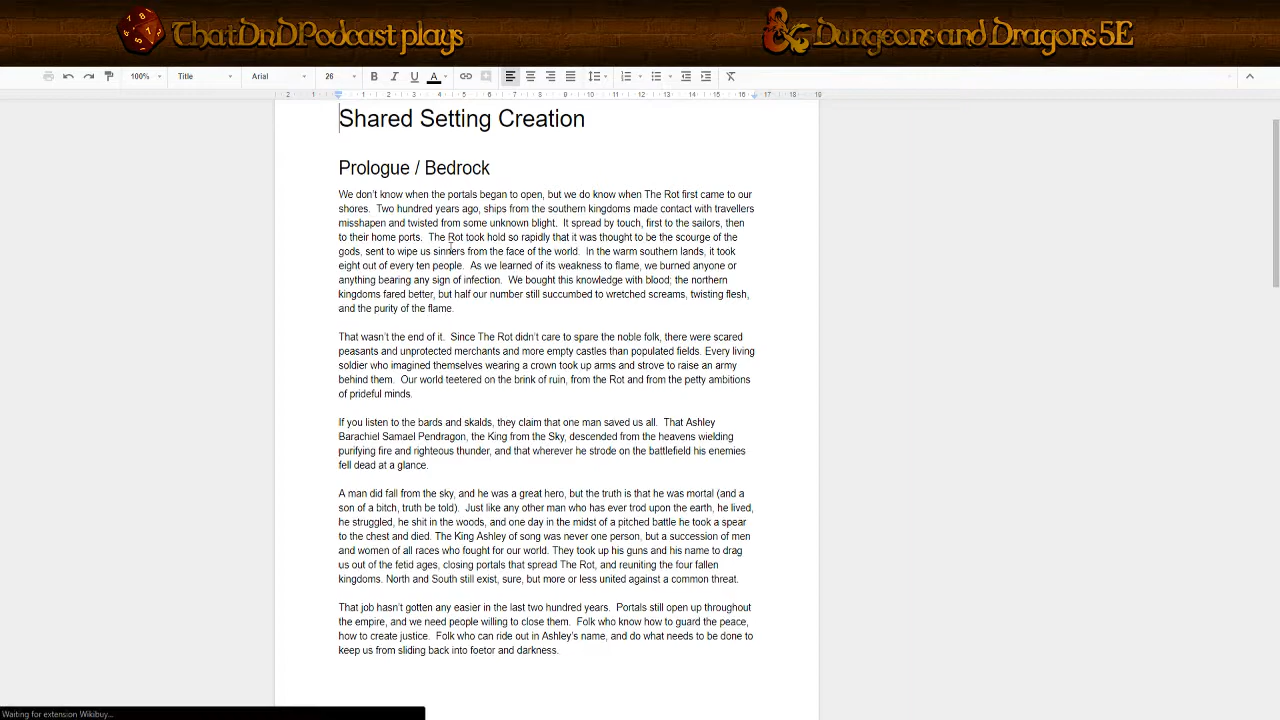 ThatDnDPodcast plays
Dungeons and Dragons 5E
100%
Title
Arial
26
B I U A
2 1 1 2 3 4 5 6 7 8 9 10 11 12 13 14 15 16 17 18 19
Shared Setting Creation
Prologue / Bedrock
We don't know when the portals began to open, but we do know when The Rot first came to our
shores. Two hundred years ago, ships from the southern kingdoms made contact with travellers
misshapen and twisted from some unknown blight. It spread by touch, first to the sailors, then
to their home ports. The Rot took hold so rapidly that it was thought to be the scourge of the
gods, sent to wipe us sinners from the face of the world. In the warm southern lands, it took
eight out of every ten people. As we learned of its weakness to flame, we burned anyone or
anything bearing any sign of infection. We bought this knowledge with blood; the northern
kingdoms fared better, but half our number still succumbed to wretched screams, twisting flesh,
and the purity of the flame.
That wasn't the end of it. Since The Rot didn't care to spare the noble folk, there were scared
peasants and unprotected merchants and more empty castles than populated fields. Every living
soldier who imagined themselves wearing a crown took up arms and strove to raise an army
behind them. Our world teetered on the brink of ruin, from the Rot and from the petty ambitions
of prideful minds.
If you listen to the bards and skalds, they claim that one man saved us all. That Ashley
Barachiel Samael Pendragon, the King from the Sky, descended from the heavens wielding
purifying fire and righteous thunder, and that wherever he strode on the battlefield his enemies
fell dead at a glance.
A man did fall from the sky, and he was a great hero, but the truth is that he was mortal (and a
son of a bitch, truth be told). Just like any other man who has ever trod upon the earth, he lived,
he struggled, he shit in the woods, and one day in the midst of a pitched battle he took a spear
to the chest and died. The King Ashley of song was never one person, but a succession of men
and women of all races who fought for our world. They took up his guns and his name to drag
us out of the fetid ages, closing portals that spread The Rot, and reuniting the four fallen
kingdoms. North and South still exist, sure, but more or less united against a common threat.
That job hasn't gotten any easier in the last two hundred years. Portals still open up throughout
the empire, and we need people willing to close them. Folk who know how to guard the peace,
how to create justice. Folk who can ride out in Ashley's name, and do what needs to be done to
keep us from sliding back into foetor and darkness.
Waiting for extension Wikibuy...